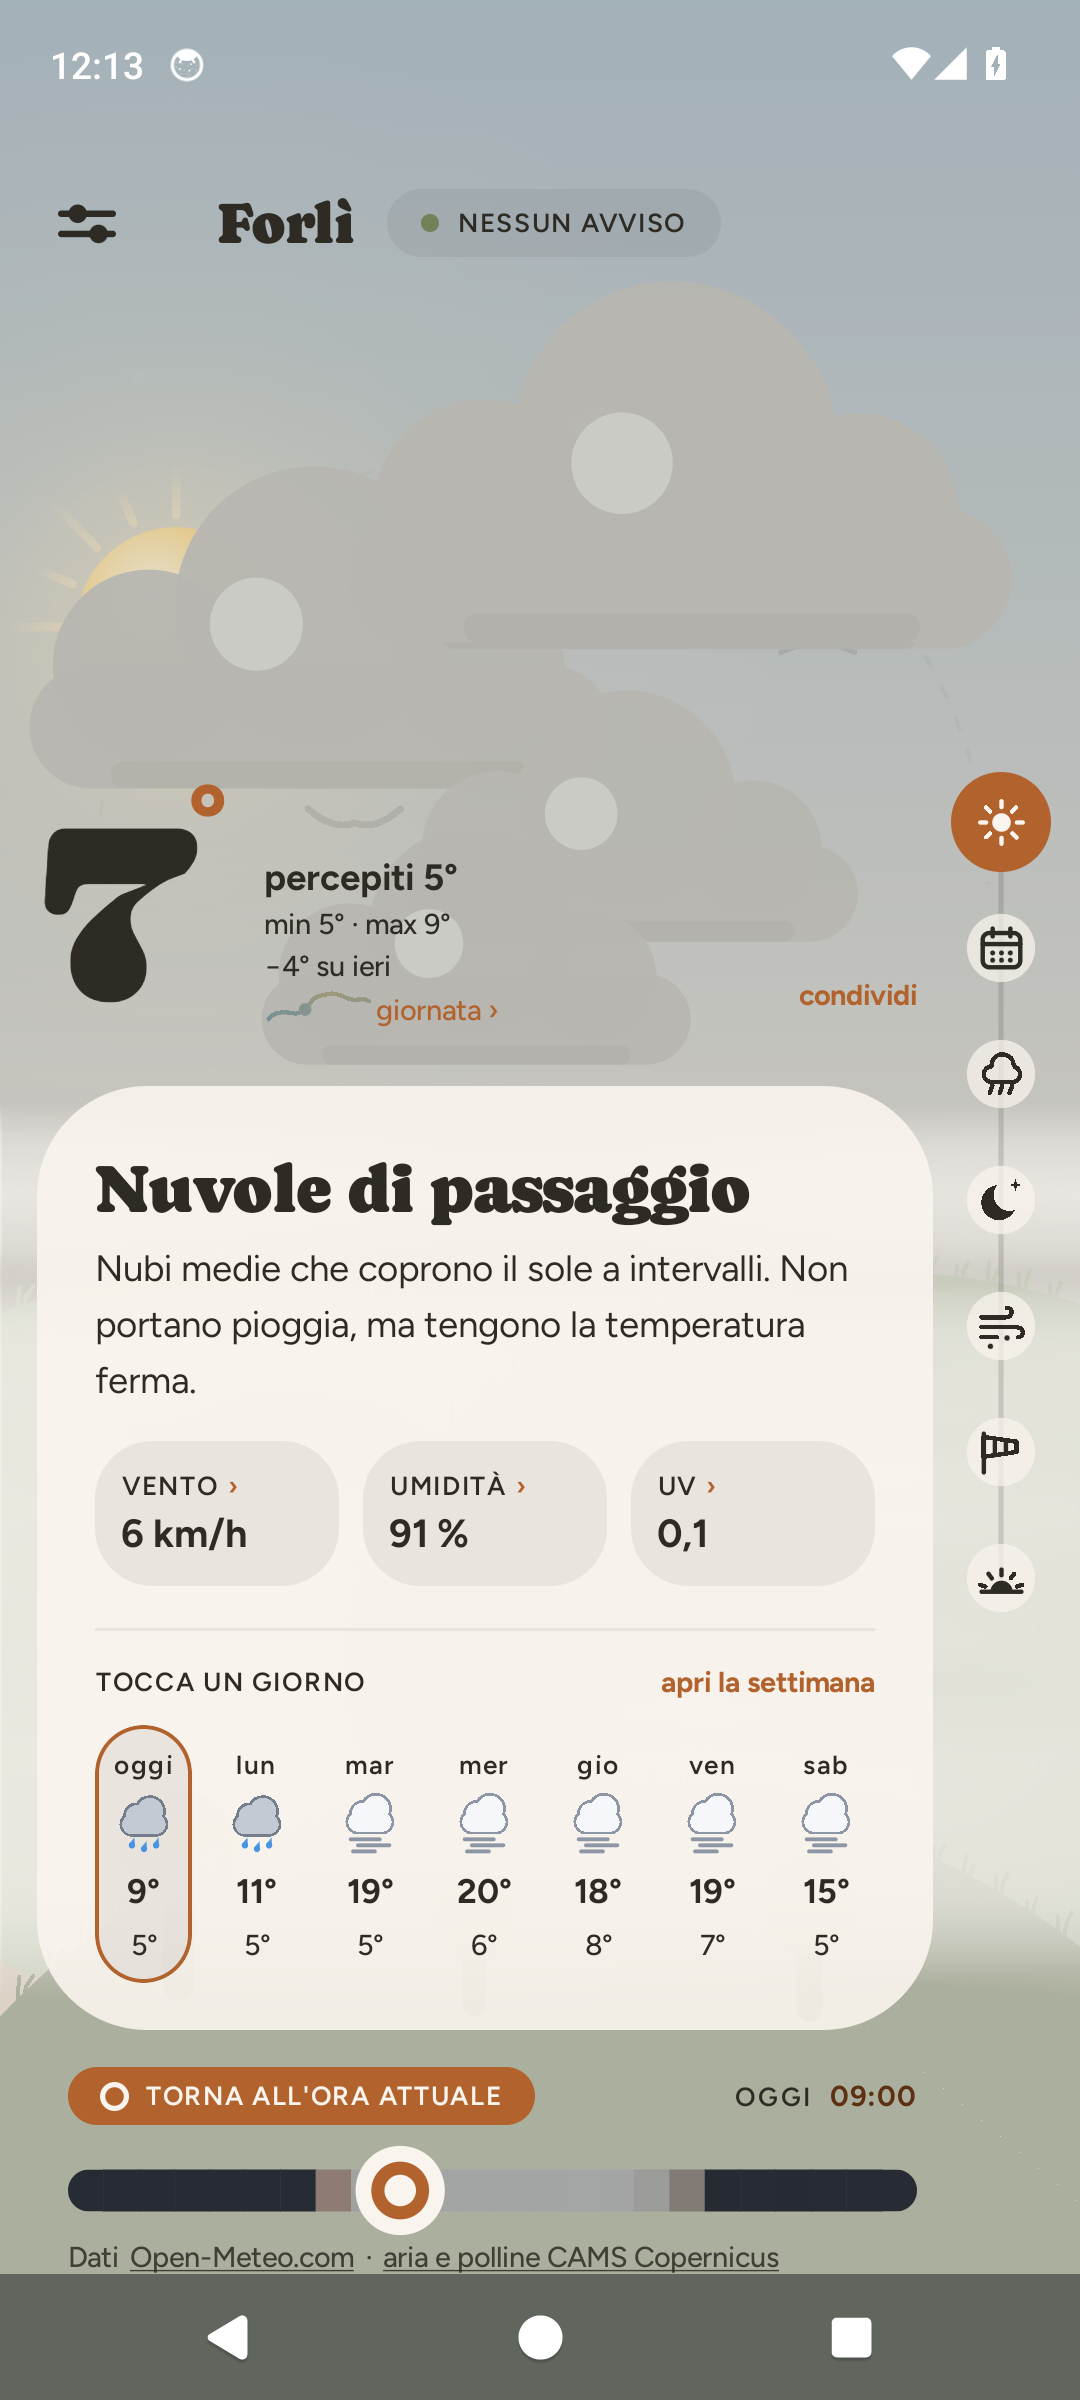 12:13
Forlì
NESSUN AVVISO
7°
percepiti 5°
min 5° · max 9°
−4° su ieri
giornata ›
condividi
Nuvole di passaggio
Nubi medie che coprono il sole a intervalli. Non
portano pioggia, ma tengono la temperatura
ferma.
VENTO › UMIDITÀ › UV ›
6 km/h 91 % 0,1
TOCCA UN GIORNO apri la settimana
oggi lun mar mer gio ven sab
9° 11° 19° 20° 18° 19° 15°
5° 5° 5° 6° 8° 7° 5°
TORNA ALL'ORA ATTUALE OGGI 09:00
Dati Open-Meteo.com · aria e polline CAMS Copernicus